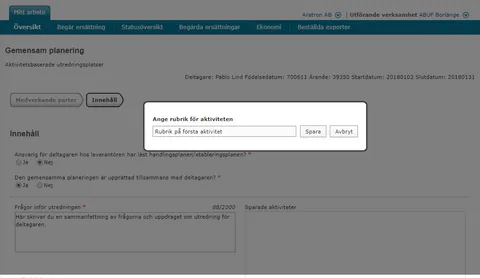 Mitt arbete
Aratron AB | Utförande verksamhet ABUF Borlänge
Översikt Begär ersättning Statusöversikt Begärda ersättningar Ekonomi Beställda exporter
Gemensam planering
Aktivitetsbaserade utredningsplatser
Deltagare: Pablo Lind Födelsedatum: 700611 Ärende: 39350 Startdatum: 20180102 Slutdatum: 20180131
Medverkande parter Innehåll
Ange rubrik för aktiviteten
Rubrik på första aktivitet Spara Avbryt
Innehåll
Ansvarig för deltagaren hos leverantören har läst handlingsplanen/etableringsplanen? *
Ja Nej
Den gemensamma planeringen är upprättad tillsammans med deltagaren? *
Ja Nej
Frågor inför utredningen * 88/2000 Sparade aktiviteter
Här skriver du en sammanfattning av frågorna och uppdraget om utredning för
deltagaren.